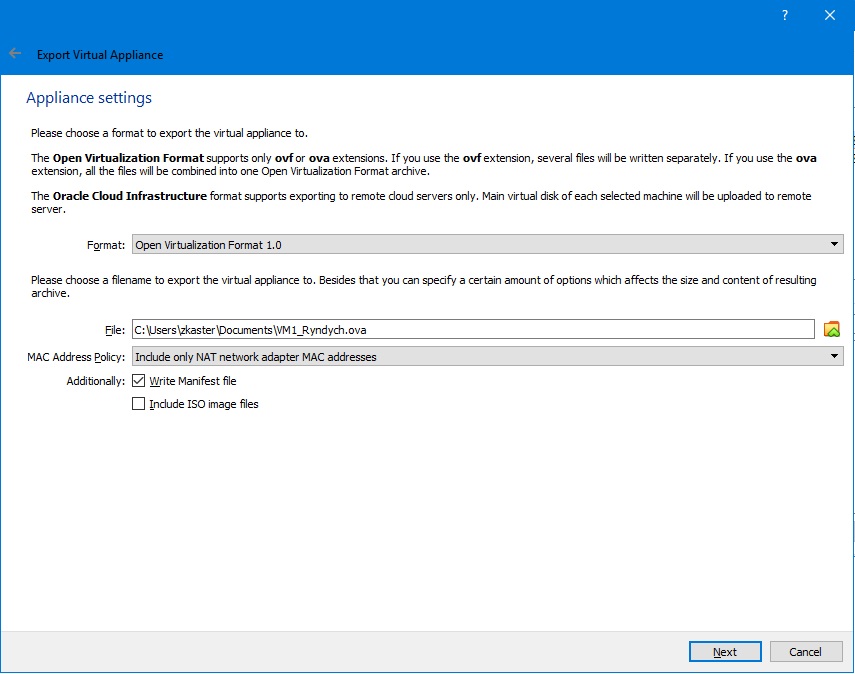 ?
Export Virtual Appliance
Appliance settings
Please choose a format to export the virtual appliance to.
The Open Virtualization Format supports only ovf or ova extensions. If you use the ovf extension, several files will be written separately. If you use the ova
extension, all the files will be combined into one Open Virtualization Format archive.
The Oracle Cloud Infrastructure format supports exporting to remote cloud servers only. Main virtual disk of each selected machine will be uploaded to remote
server.
Format: Open Virtualization Format 1.0
Please choose a filename to export the virtual appliance to. Besides that you can specify a certain amount of options which affects the size and content of resulting
archive.
File: C:\Users\zkaster\Documents\VM1_Ryndych.ova
MAC Address Policy: Include only NAT network adapter MAC addresses
Additionally: Write Manifest file
Include ISO image files
Next Cancel